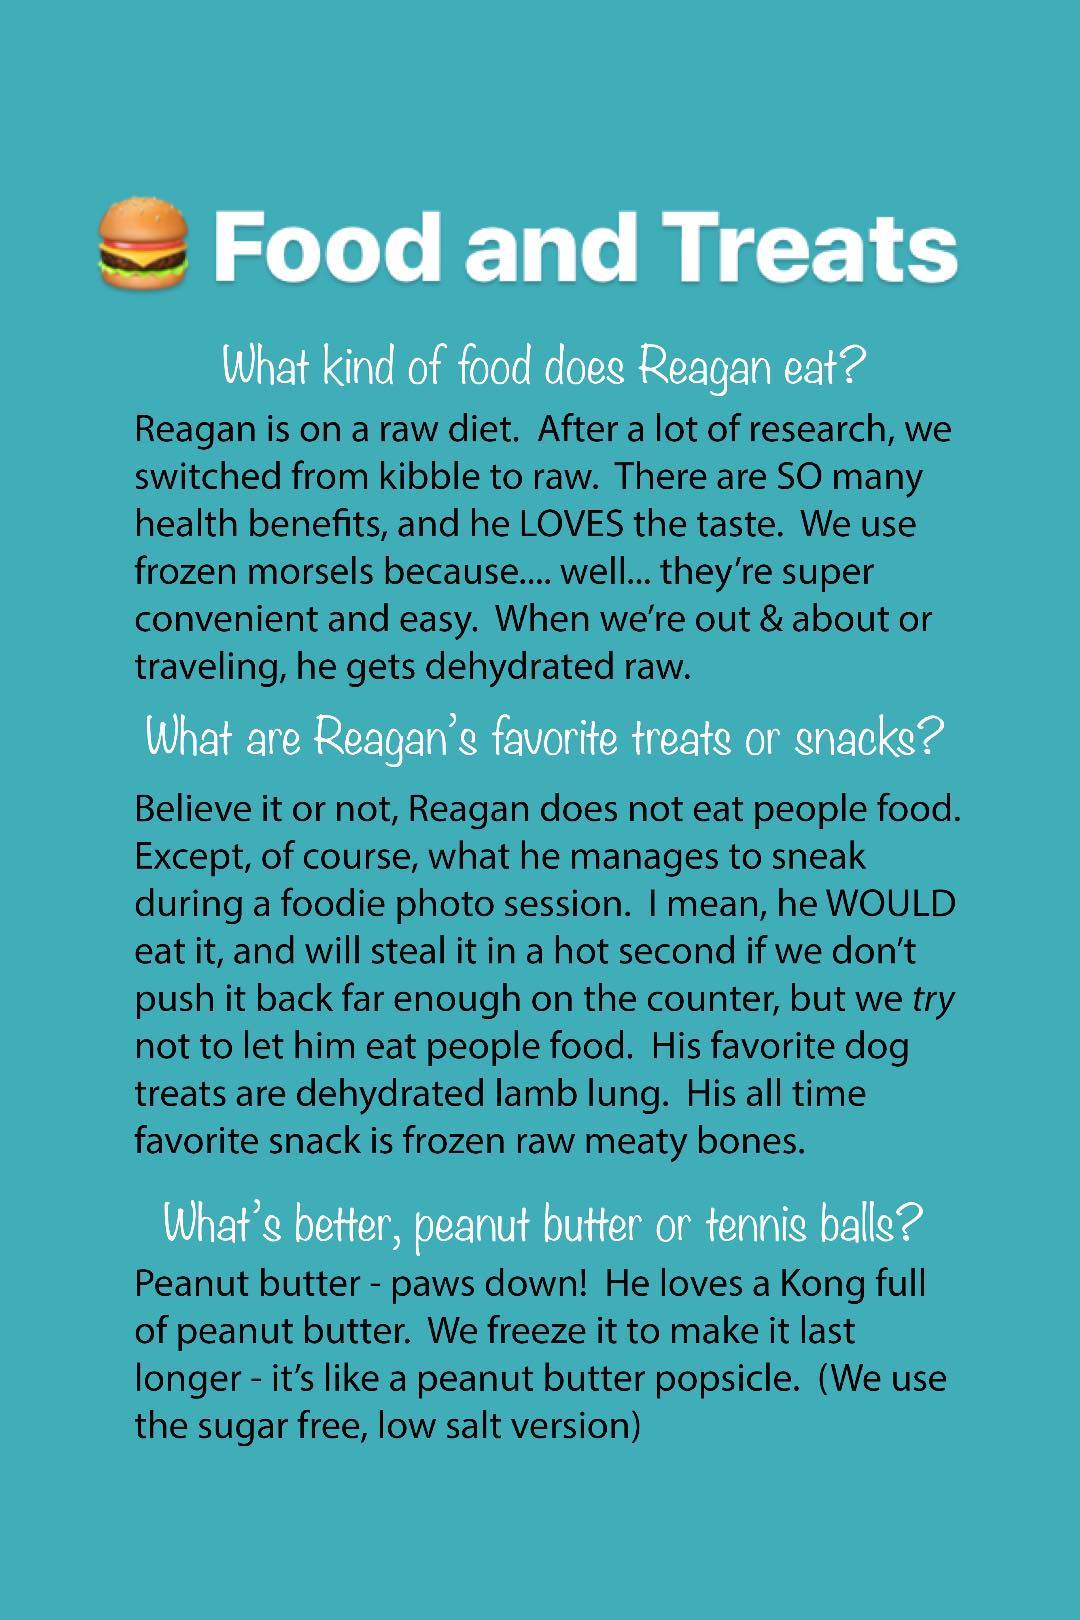 🍔 Food and Treats
What kind of food does Reagan eat?
Reagan is on a raw diet.  After a lot of research, we
switched from kibble to raw.  There are SO many
health benefits, and he LOVES the taste.  We use
frozen morsels because.... well... they’re super
convenient and easy.  When we’re out & about or
traveling, he gets dehydrated raw.
What are Reagan’s favorite treats or snacks?
Believe it or not, Reagan does not eat people food.
Except, of course, what he manages to sneak
during a foodie photo session.  I mean, he WOULD
eat it, and will steal it in a hot second if we don’t
push it back far enough on the counter, but we try
not to let him eat people food.  His favorite dog
treats are dehydrated lamb lung.  His all time
favorite snack is frozen raw meaty bones.
What’s better, peanut butter or tennis balls?
Peanut butter - paws down!  He loves a Kong full
of peanut butter.  We freeze it to make it last
longer - it’s like a peanut butter popsicle.  (We use
the sugar free, low salt version)